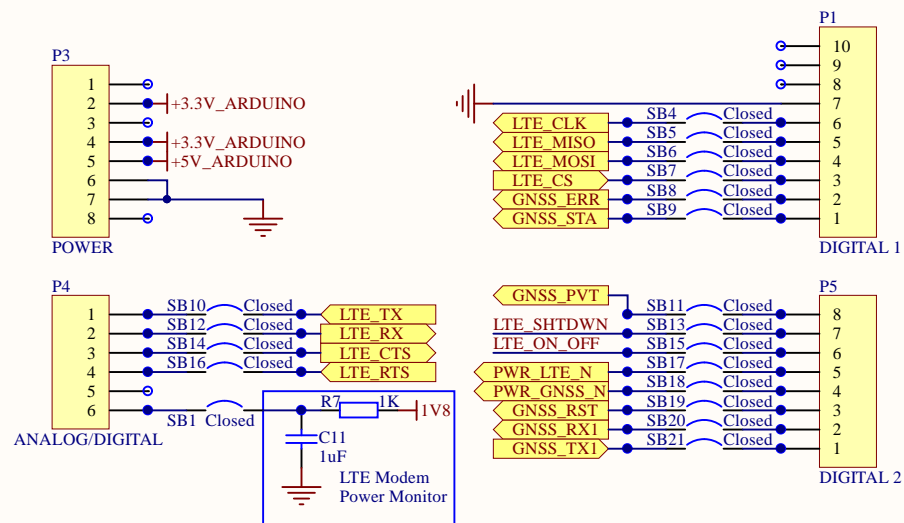 P3
1
2 +3.3V_ARDUINO
3
4 +3.3V_ARDUINO
5 +5V_ARDUINO
6
7
8
POWER
P1
10
9
8
7
LTE_CLK SB4 Closed 6
LTE_MISO SB5 Closed 5
LTE_MOSI SB6 Closed 4
LTE_CS SB7 Closed 3
GNSS_ERR SB8 Closed 2
GNSS_STA SB9 Closed 1
DIGITAL 1
P4
1 SB10 Closed LTE_TX
2 SB12 Closed LTE_RX
3 SB14 Closed LTE_CTS
4 SB16 Closed LTE_RTS
5
6 SB1 Closed R7 1K 1V8
ANALOG/DIGITAL
C11
1uF
LTE Modem
Power Monitor
P5
GNSS_PVT SB11 Closed 8
LTE_SHTDWN SB13 Closed 7
LTE_ON_OFF SB15 Closed 6
PWR_LTE_N SB17 Closed 5
PWR_GNSS_N SB18 Closed 4
GNSS_RST SB19 Closed 3
GNSS_RX1 SB20 Closed 2
GNSS_TX1 SB21 Closed 1
DIGITAL 2